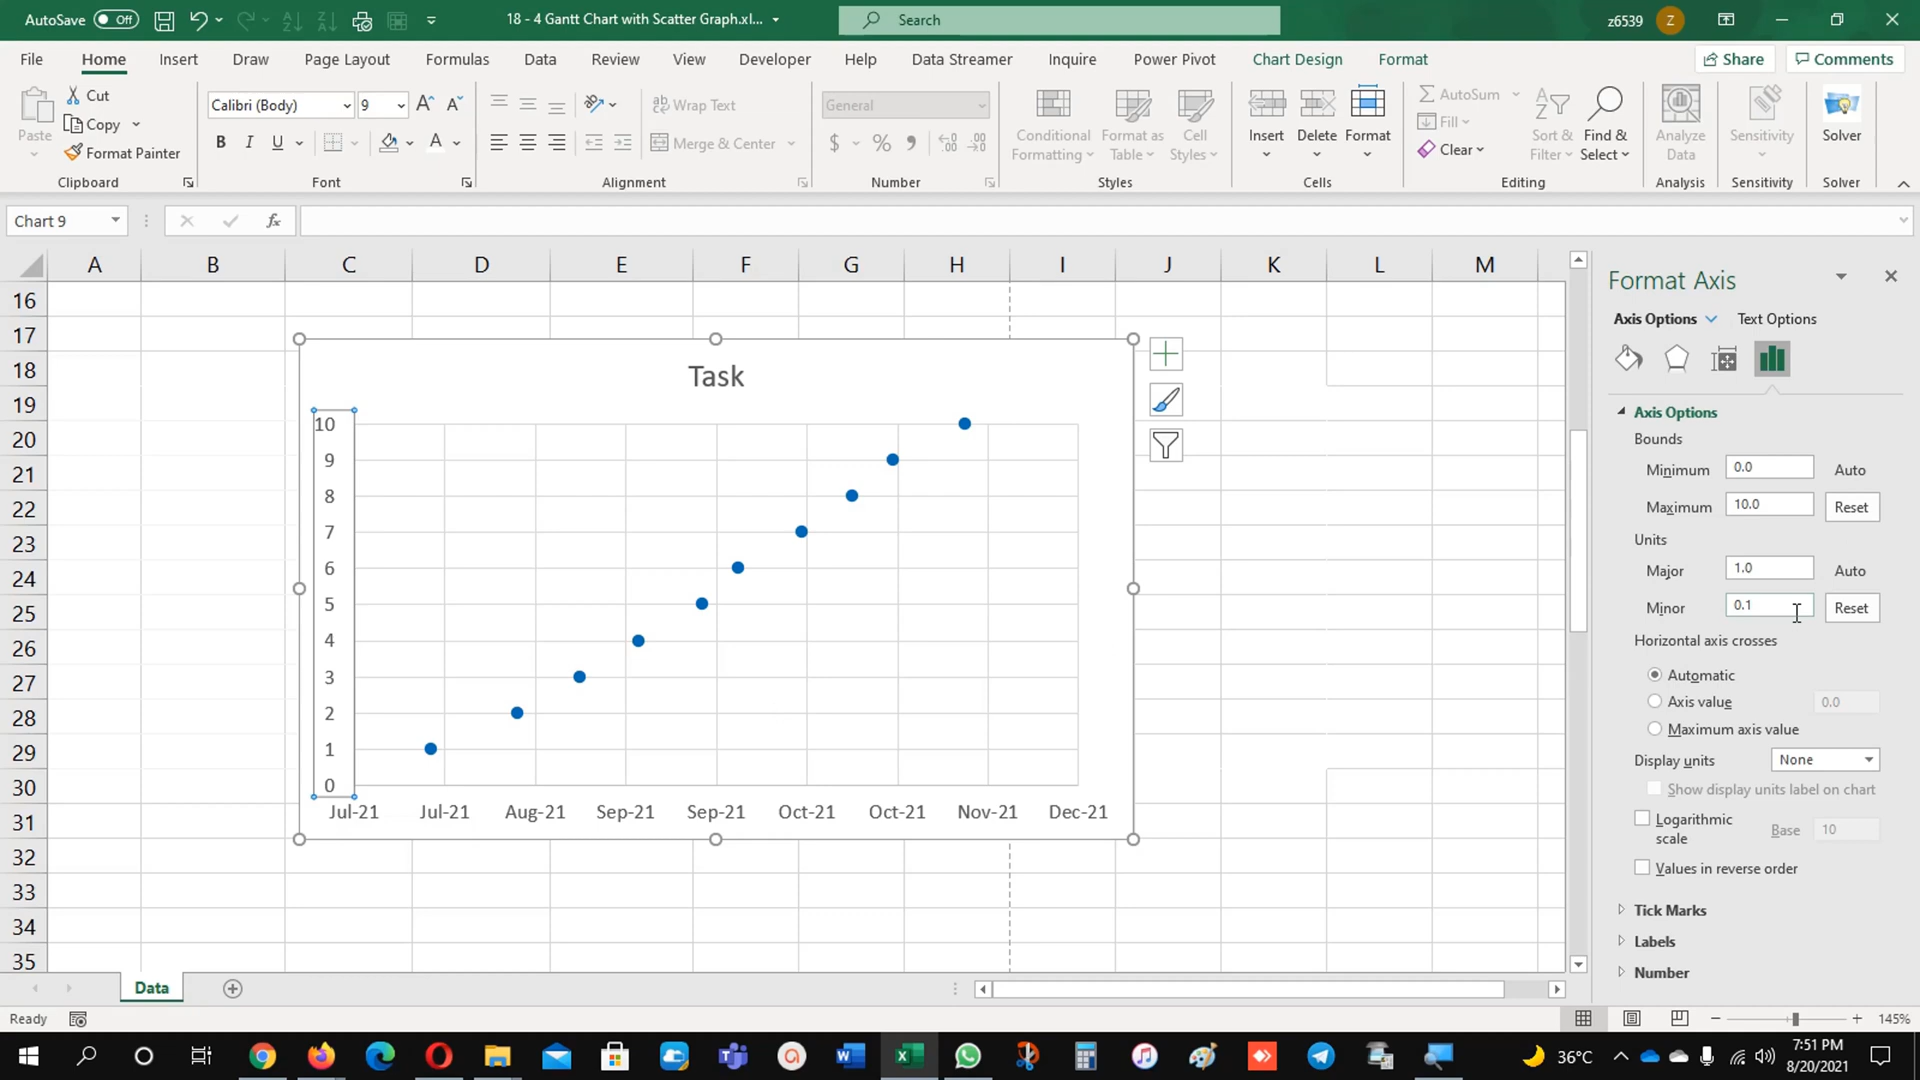 AutoSave Off 18 - 4 Gantt Chart with Scatter Graph.xl... Search z6539 Z
File Home Insert Draw Page Layout Formulas Data Review View Developer Help Data Streamer Inquire Power Pivot Chart Design Format Share Comments
Paste Cut Copy Format Painter Clipboard
Calibri (Body) 9 B I U Font
Wrap Text Merge & Center Alignment
General $ % Number
Conditional Formatting Format as Table Cell Styles Styles
Insert Delete Format Cells
AutoSum Fill Clear Sort & Filter Find & Select Editing
Analyze Data Analysis
Sensitivity Sensitivity
Solver Solver
Chart 9 fx
A B C D E F G H I J K L M
16
17
18
19
20
21
22
23
24
25
26
27
28
29
30
31
32
33
34
35
Task
10
9
8
7
6
5
4
3
2
1
0
Jul-21 Jul-21 Aug-21 Sep-21 Sep-21 Oct-21 Oct-21 Nov-21 Dec-21
Format Axis
Axis Options Text Options
Axis Options
Bounds
Minimum 0.0 Auto
Maximum 10.0 Reset
Units
Major 1.0 Auto
Minor 0.1 Reset
Horizontal axis crosses
Automatic
Axis value 0.0
Maximum axis value
Display units None
Show display units label on chart
Logarithmic scale Base 10
Values in reverse order
Tick Marks
Labels
Number
Data
Ready 145%
36°C 7:51 PM
8/20/2021